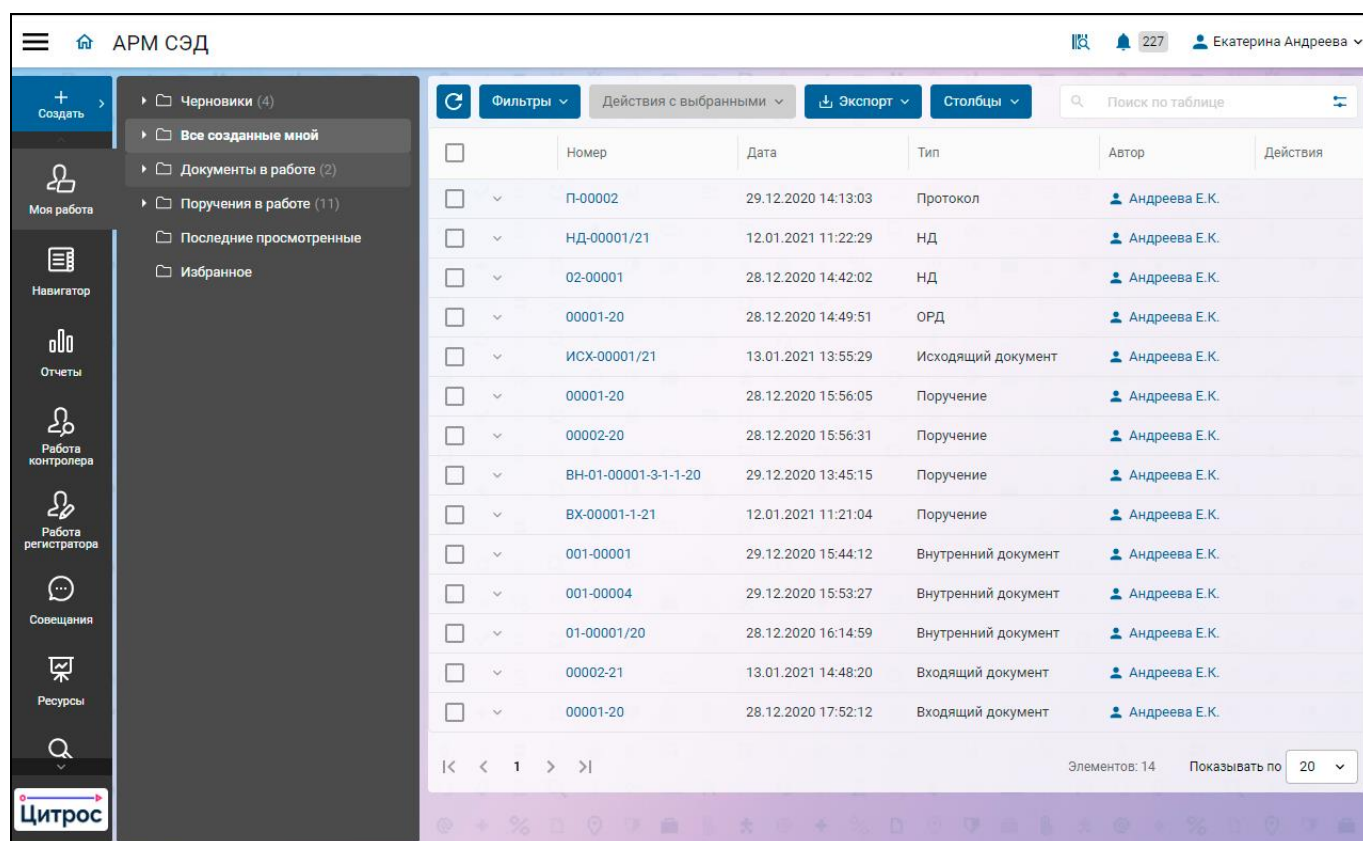 АРМ СЭД
227
Екатерина Андреева
+ Создать
Моя работа
Навигатор
Отчеты
Работа
контролера
Работа
регистратора
Совещания
Ресурсы
Цитрос
Черновики (4)
Все созданные мной
Документы в работе (2)
Поручения в работе (11)
Последние просмотренные
Избранное
Фильтры Действия с выбранными Экспорт Столбцы Поиск по таблице
Номер Дата Тип Автор Действия
П-00002 29.12.2020 14:13:03 Протокол Андреева Е.К.
НД-00001/21 12.01.2021 11:22:29 НД Андреева Е.К.
02-00001 28.12.2020 14:42:02 НД Андреева Е.К.
00001-20 28.12.2020 14:49:51 ОРД Андреева Е.К.
ИСХ-00001/21 13.01.2021 13:55:29 Исходящий документ Андреева Е.К.
00001-20 28.12.2020 15:56:05 Поручение Андреева Е.К.
00002-20 28.12.2020 15:56:31 Поручение Андреева Е.К.
ВН-01-00001-3-1-1-20 29.12.2020 13:45:15 Поручение Андреева Е.К.
ВХ-00001-1-21 12.01.2021 11:21:04 Поручение Андреева Е.К.
001-00001 29.12.2020 15:44:12 Внутренний документ Андреева Е.К.
001-00004 29.12.2020 15:53:27 Внутренний документ Андреева Е.К.
01-00001/20 28.12.2020 16:14:59 Внутренний документ Андреева Е.К.
00002-21 13.01.2021 14:48:20 Входящий документ Андреева Е.К.
00001-20 28.12.2020 17:52:12 Входящий документ Андреева Е.К.
1
Элементов: 14 Показывать по 20